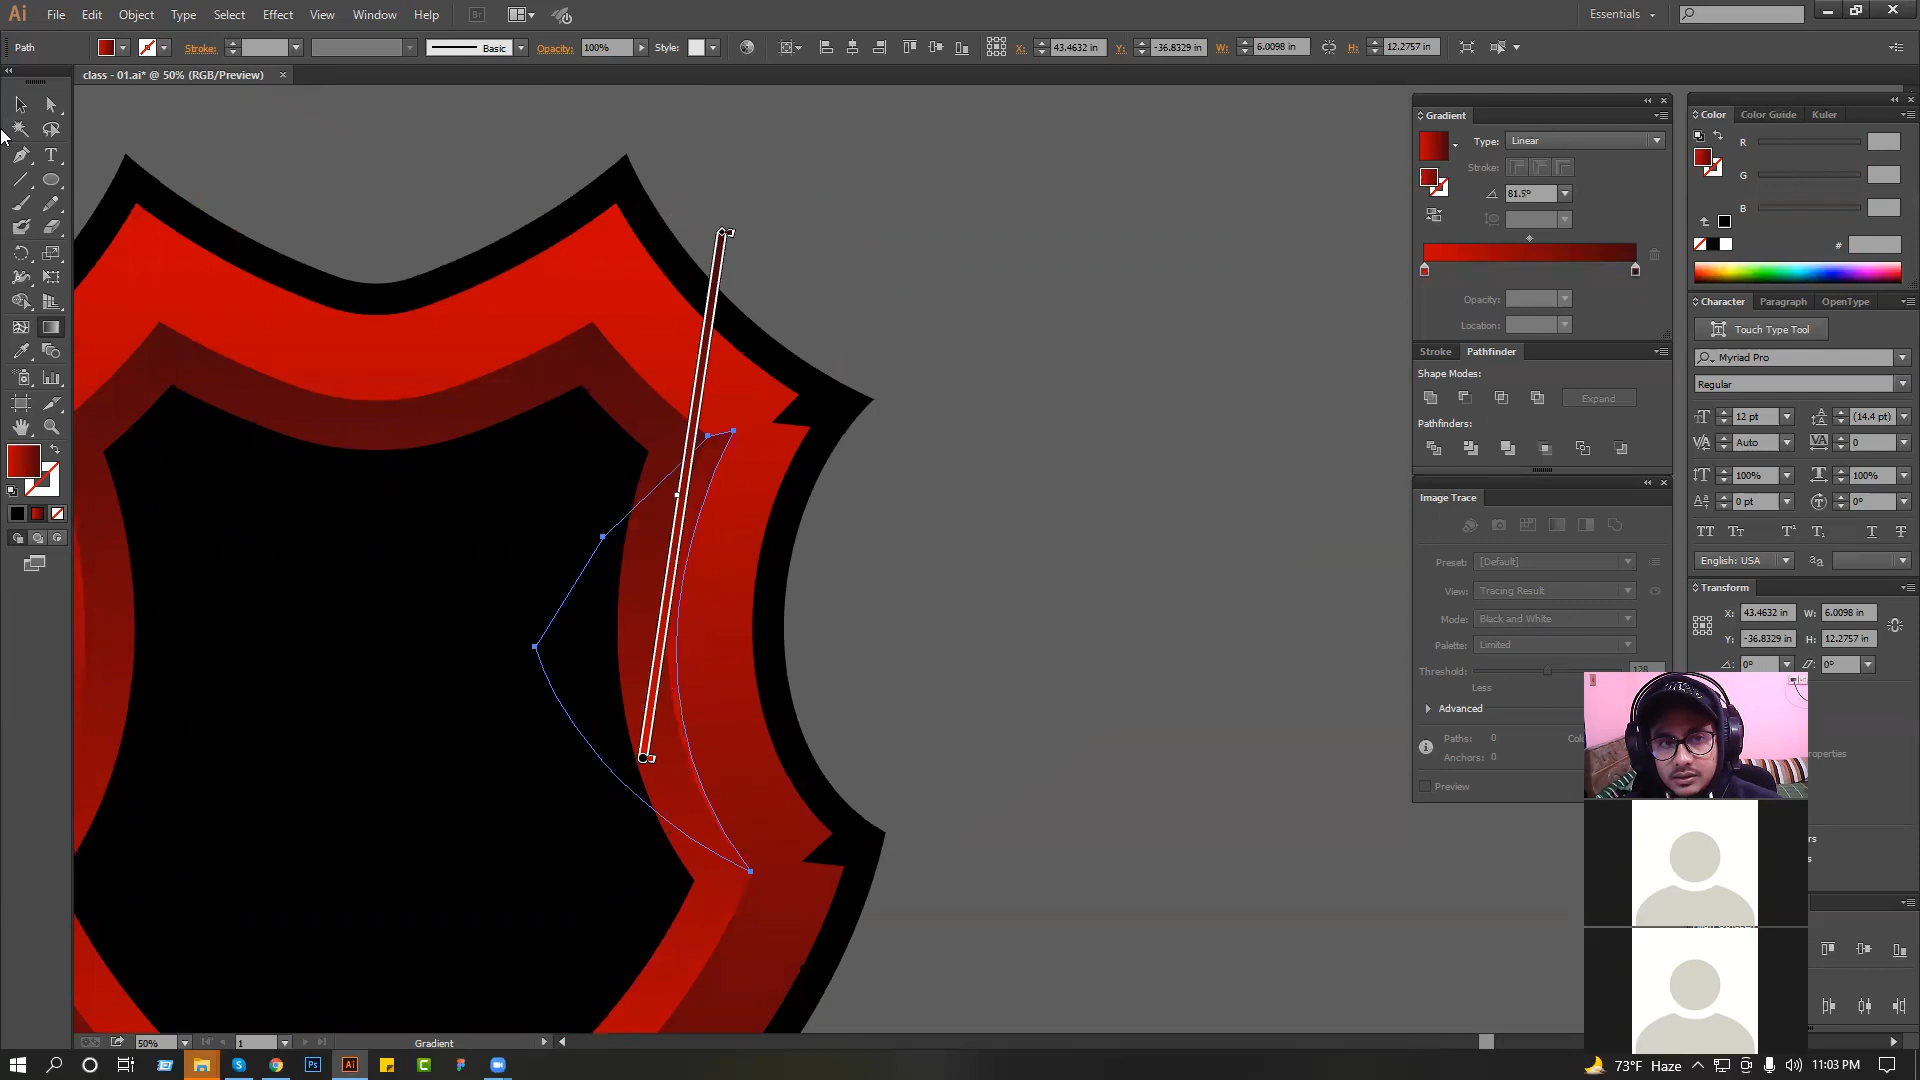 Ai File Edit Object Type Select Effect View Window Help Br Essentials
Path Stroke: Basic Opacity: 100% Style: X: 43.4632 in Y: -36.8329 in W: 6.0098 in H: 12.2757 in
class - 01.ai* @ 50% (RGB/Preview)
Gradient
Type: Linear
Stroke:
81.5°
Opacity:
Location:
Stroke Pathfinder
Shape Modes:
Expand
Pathfinders:
Image Trace
Preset: [Default]
View: Tracing Result
Mode: Black and White
Palette: Limited
Threshold: 128
Less
Advanced
Paths: 0
Anchors: 0
Preview
Color Color Guide Kuler
R
G
B
#
Character Paragraph OpenType
Touch Type Tool
Myriad Pro
Regular
12 pt (14.4 pt)
Auto 0
100% 100%
0 pt 0°
English: USA
Transform
X: 43.4632 in W: 6.0098 in
Y: -36.8329 in H: 12.2757 in
0° 0°
50% 1 Gradient
Ps Ai 73°F Haze 11:03 PM